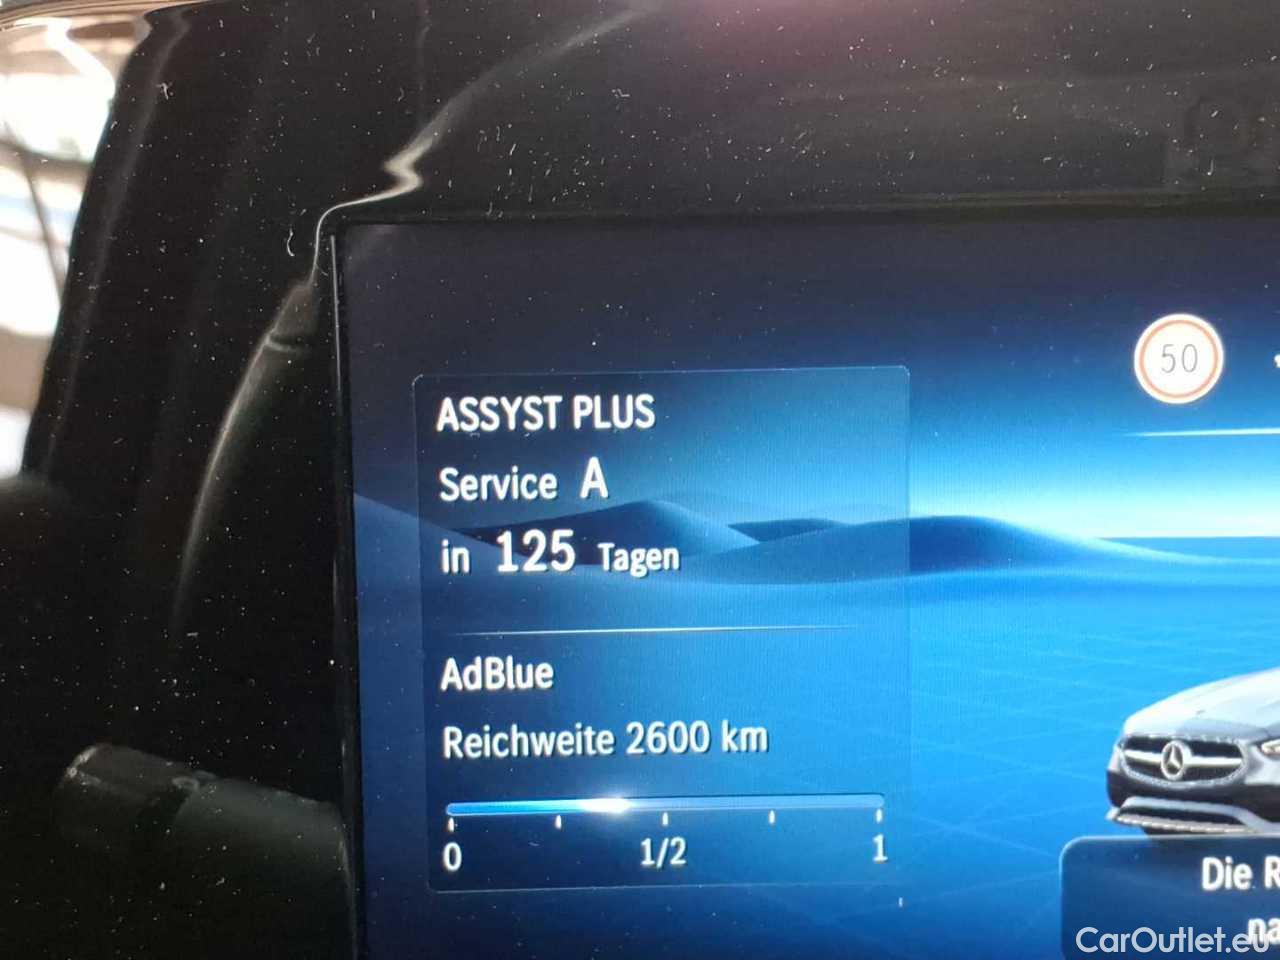 50
ASSYST PLUS
Service A
in 125 Tagen
AdBlue
Reichweite 2600 km
0 1/2 1
Die
CarOutlet.eu